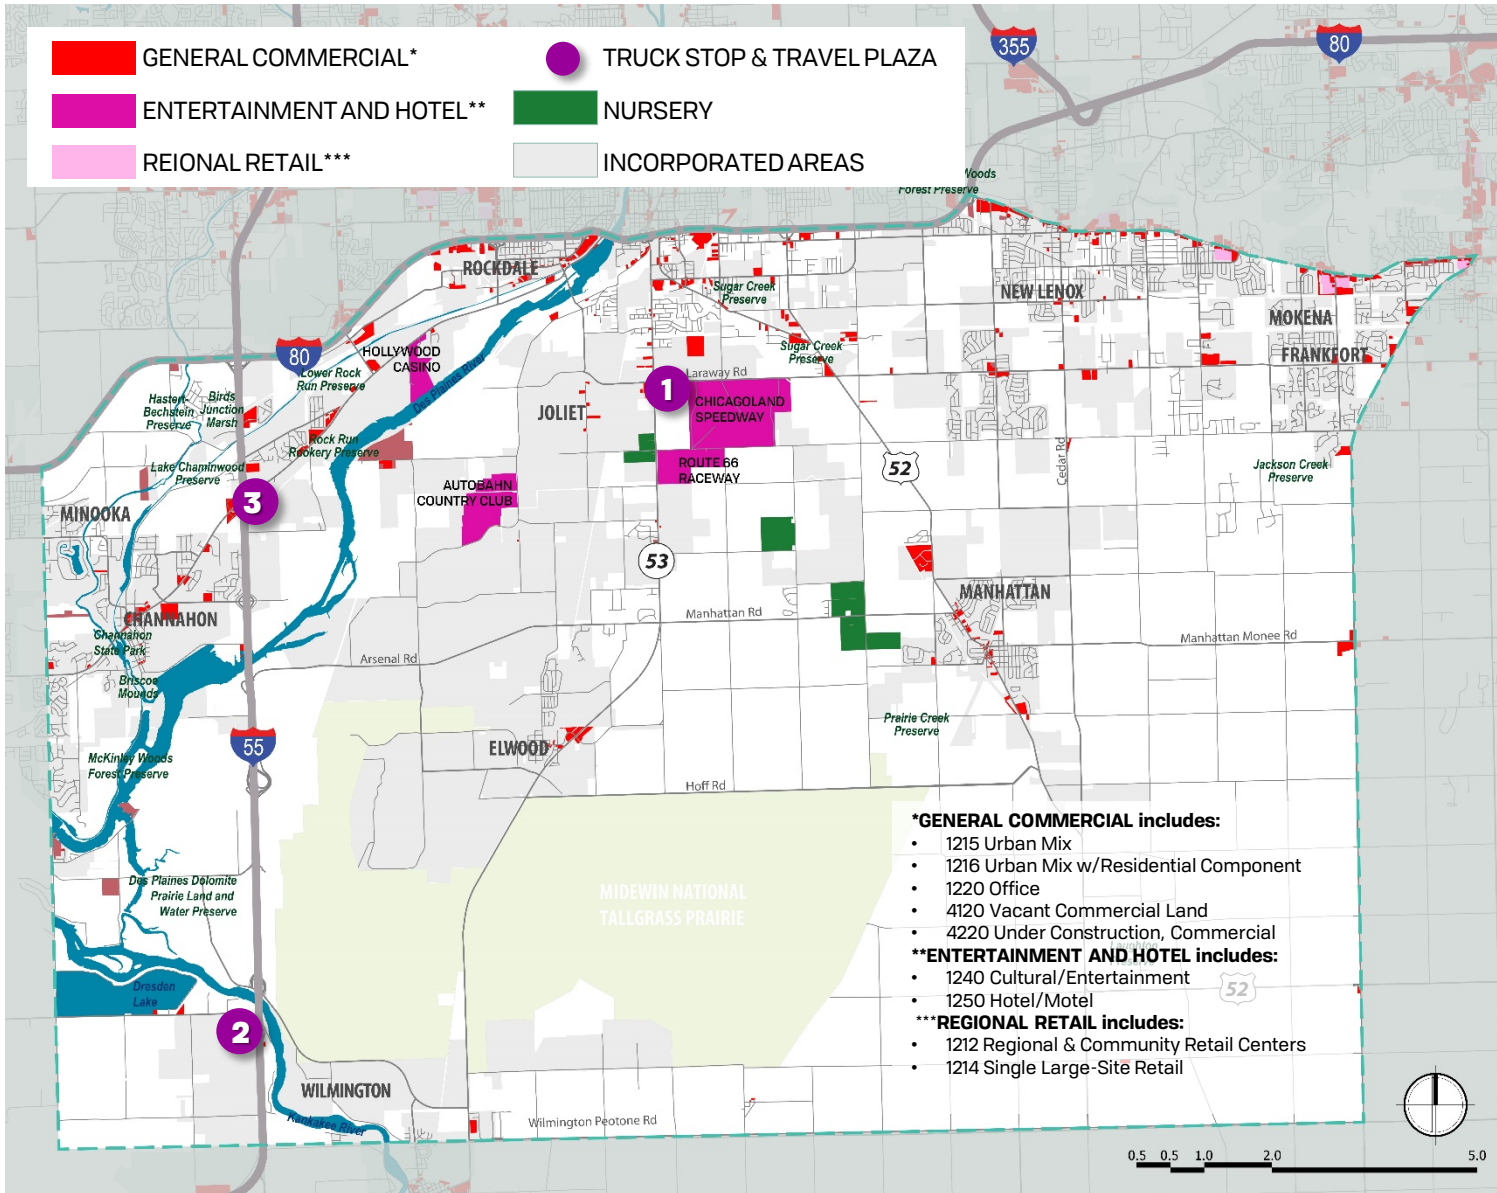 GENERAL COMMERCIAL*
TRUCK STOP & TRAVEL PLAZA
ENTERTAINMENT AND HOTEL**
NURSERY
REIONAL RETAIL***
INCORPORATED AREAS
355
80
Woods
Forest Preserve
ROCKDALE
Sugar Creek
Preserve
NEW LENOX
MOKENA
FRANKFORT
80
HOLLYWOOD
CASINO
Sugar Creek
Preserve
Lower Rock
Run Preserve
Des Plaines River
Laraway Rd
1
CHICAGOLAND
SPEEDWAY
Hastert-
Bechstein
Preserve
Birds
Junction
Marsh
JOLIET
Rock Run
Rookery Preserve
Lake Chaminwood
Preserve
ROUTE 66
RACEWAY
52
Cedar Rd
Jackson Creek
Preserve
AUTOBAHN
COUNTRY CLUB
3
MINOOKA
53
MANHATTAN
Manhattan Rd
CHANNAHON
Channahon
State Park
Manhattan Monee Rd
Arsenal Rd
Briscoe
Mounds
Prairie Creek
Preserve
55
ELWOOD
McKinley Woods
Forest Preserve
Hoff Rd
Des Plaines Dolomite
Prairie Land and
Water Preserve
MIDEWIN NATIONAL
TALLGRASS PRAIRIE
*GENERAL COMMERCIAL includes:
• 1215 Urban Mix
• 1216 Urban Mix w/Residential Component
• 1220 Office
• 4120 Vacant Commercial Land
• 4220 Under Construction, Commercial
**ENTERTAINMENT AND HOTEL includes:
• 1240 Cultural/Entertainment
• 1250 Hotel/Motel
***REGIONAL RETAIL includes:
• 1212 Regional & Community Retail Centers
• 1214 Single Large-Site Retail
52
Dresden
Lake
2
WILMINGTON
Kankakee River
Wilmington Peotone Rd
0.5 0.5 1.0 2.0 5.0